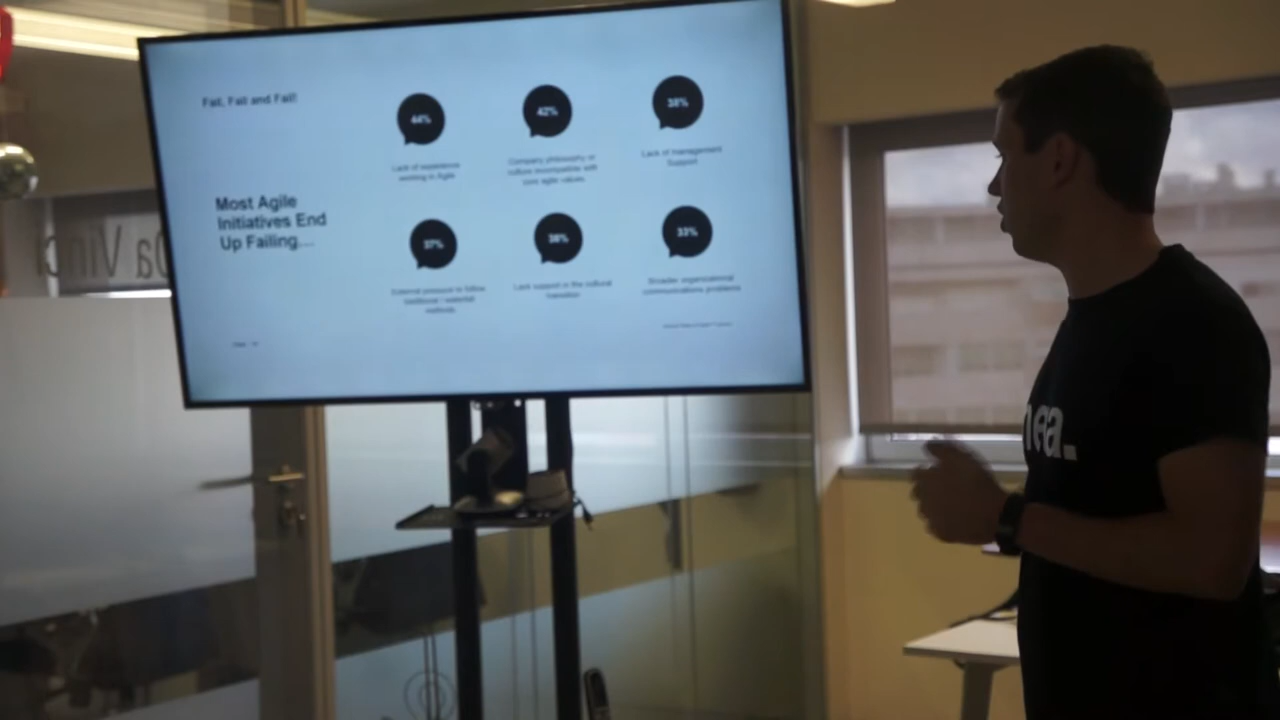 Fail, Fail and Fail!
Most Agile
Initiatives End
Up Failing...
44%
Lack of experience
working in Agile
42%
Company philosophy or
culture incompatible with
core agile values
38%
Lack of management
Support
37%
External pressure to follow
traditional / waterfall
methods
36%
Lack support in the cultural
transition
33%
Broader organizational
communications problems
Da Vinci
nea.